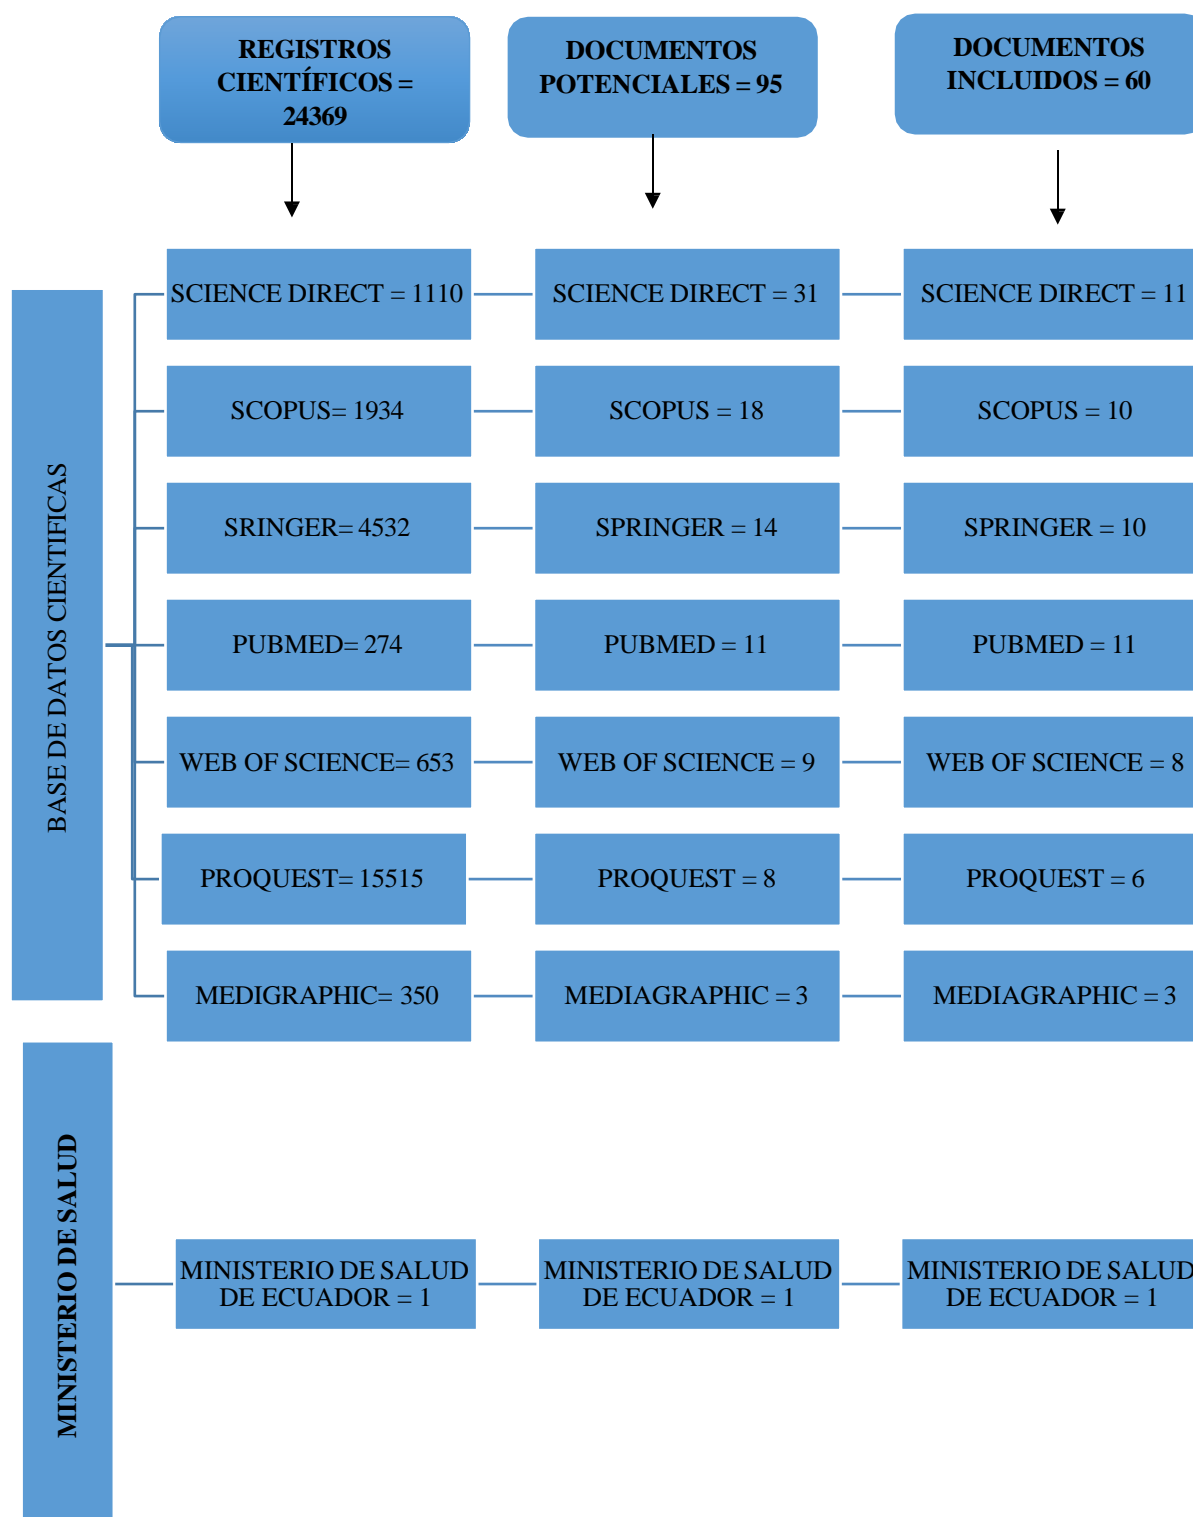 REGISTROS
CIENTÍFICOS =
24369
DOCUMENTOS
POTENCIALES = 95
DOCUMENTOS
INCLUIDOS = 60
BASE DE DATOS CIENTIFICAS
SCIENCE DIRECT = 1110
SCIENCE DIRECT = 31
SCIENCE DIRECT = 11
SCOPUS= 1934
SCOPUS = 18
SCOPUS = 10
SRINGER= 4532
SPRINGER = 14
SPRINGER = 10
PUBMED= 274
PUBMED = 11
PUBMED = 11
WEB OF SCIENCE= 653
WEB OF SCIENCE = 9
WEB OF SCIENCE = 8
PROQUEST= 15515
PROQUEST = 8
PROQUEST = 6
MEDIGRAPHIC= 350
MEDIAGRAPHIC = 3
MEDIAGRAPHIC = 3
MINISTERIO DE SALUD
MINISTERIO DE SALUD
DE ECUADOR = 1
MINISTERIO DE SALUD
DE ECUADOR = 1
MINISTERIO DE SALUD
DE ECUADOR = 1